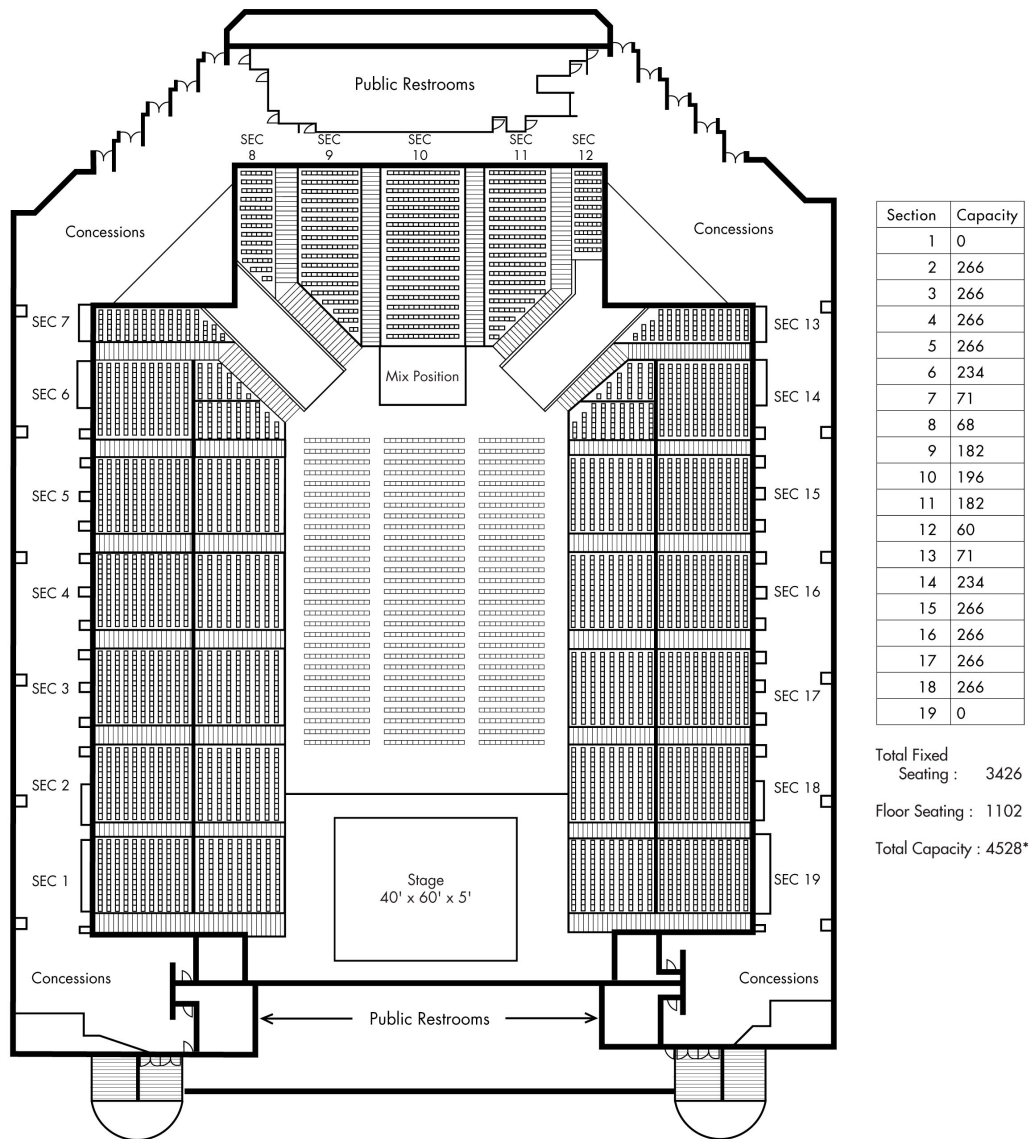 Public Restrooms
SEC 8
SEC 9
SEC 10
SEC 11
SEC 12
Concessions
Concessions
SEC 7
SEC 13
Mix Position
SEC 6
SEC 14
SEC 5
SEC 15
SEC 4
SEC 16
SEC 3
SEC 17
SEC 2
SEC 18
SEC 1
SEC 19
Stage
40' x 60' x 5'
Concessions
Concessions
Public Restrooms
Section Capacity
1 0
2 266
3 266
4 266
5 266
6 234
7 71
8 68
9 182
10 196
11 182
12 60
13 71
14 234
15 266
16 266
17 266
18 266
19 0
Total Fixed
Seating : 3426
Floor Seating : 1102
Total Capacity : 4528*